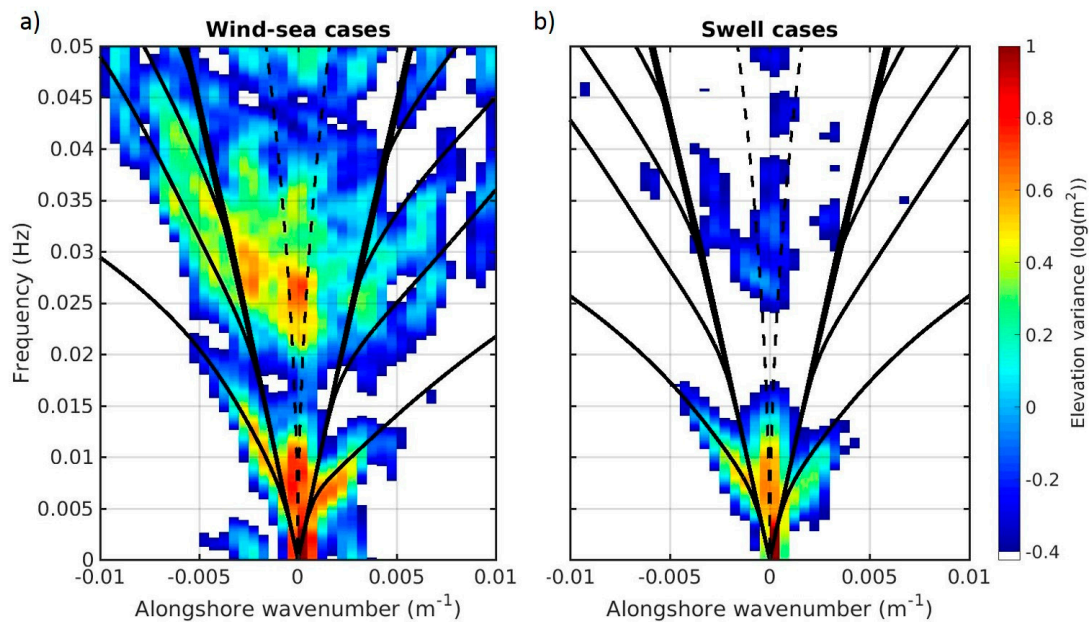 a) Wind-sea cases
b) Swell cases
0.05
0.045
0.04
0.035
0.03
0.025
0.02
0.015
0.01
0.005
0
Frequency (Hz)
-0.01 -0.005 0 0.005 0.01
Alongshore wavenumber (m⁻¹)
-0.01 -0.005 0 0.005 0.01
Alongshore wavenumber (m⁻¹)
1
0.8
0.6
0.4
0.2
0
-0.2
-0.4
Elevation variance (log(m²))